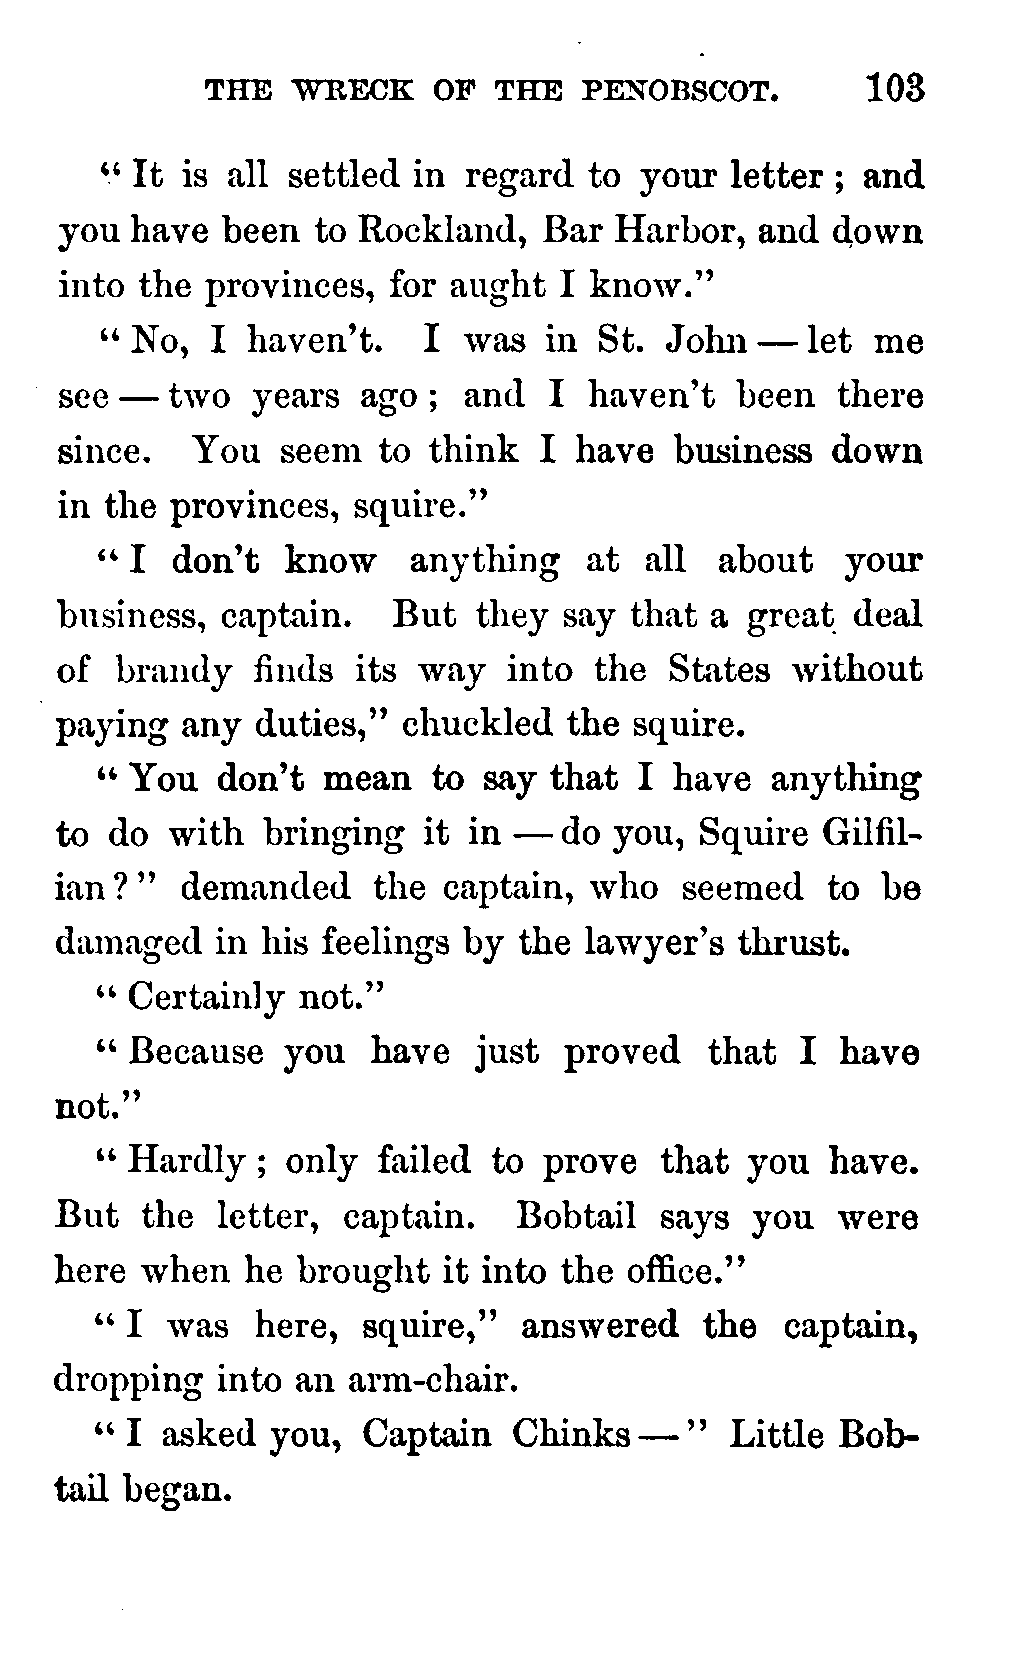 THE WRECK OF THE PENOBSCOT. 103
“ It is all settled in regard to your letter ; and
you have been to Rockland, Bar Harbor, and down
into the provinces, for aught I know.”
“ No, I haven’t. I was in St. John — let me
see — two years ago ; and I haven’t been there
since. You seem to think I have business down
in the provinces, squire.”
“ I don’t know anything at all about your
business, captain. But they say that a great deal
of brandy finds its way into the States without
paying any duties,” chuckled the squire.
“ You don’t mean to say that I have anything
to do with bringing it in — do you, Squire Gilfil-
ian ? ” demanded the captain, who seemed to be
damaged in his feelings by the lawyer’s thrust.
“ Certainly not.”
“ Because you have just proved that I have
not.”
“ Hardly ; only failed to prove that you have.
But the letter, captain. Bobtail says you were
here when he brought it into the office.”
“ I was here, squire,” answered the captain,
dropping into an arm-chair.
“ I asked you, Captain Chinks — ” Little Bob-
tail began.